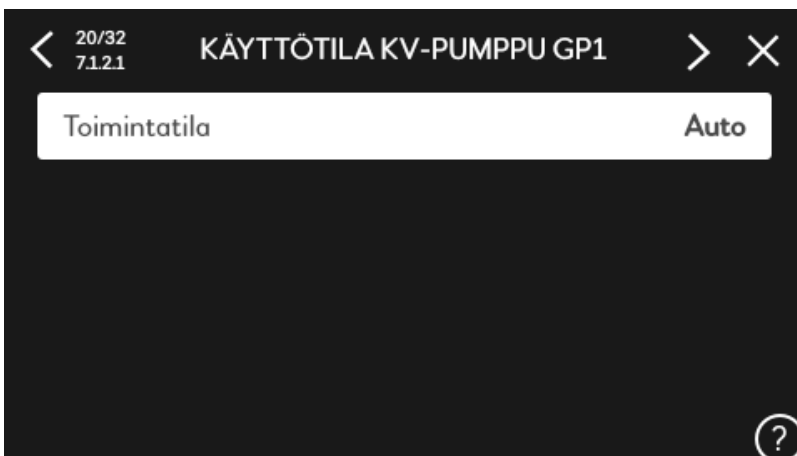 20/32
7.1.2.1
KÄYTTÖTILA KV-PUMPPU GP1
Toimintatila Auto
?